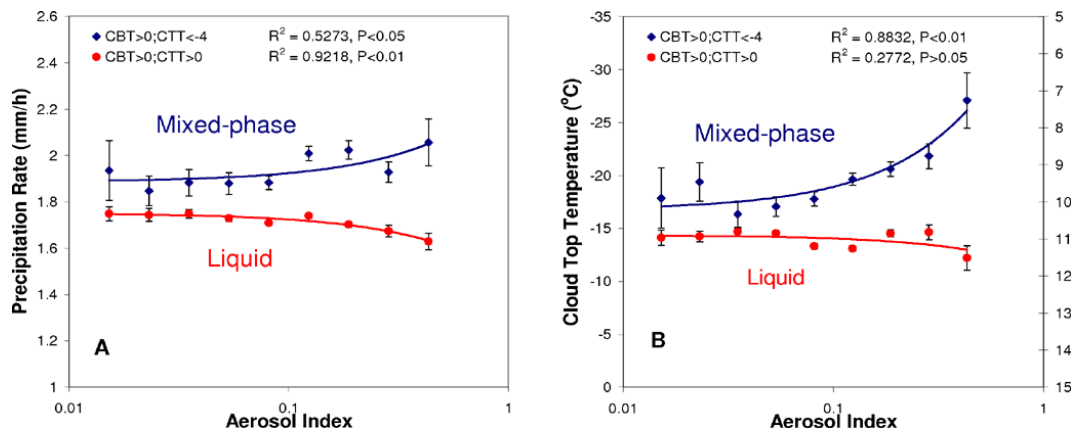 2.6
2.4
2.2
2
1.8
1.6
1.4
1.2
1
Precipitation Rate (mm/h)
CBT>0;CTT<-4 R² = 0.5273, P<0.05
CBT>0;CTT>0 R² = 0.9218, P<0.01
Mixed-phase
Liquid
A
0.01 0.1 1
Aerosol Index
-35
-30
-25
-20
-15
-10
-5
0
Cloud Top Temperature (°C)
CBT>0;CTT<-4 R² = 0.8832, P<0.01
CBT>0;CTT>0 R² = 0.2772, P>0.05
Mixed-phase
Liquid
B
0.01 0.1 1
Aerosol Index
5
6
7
8
9
10
11
12
13
14
15